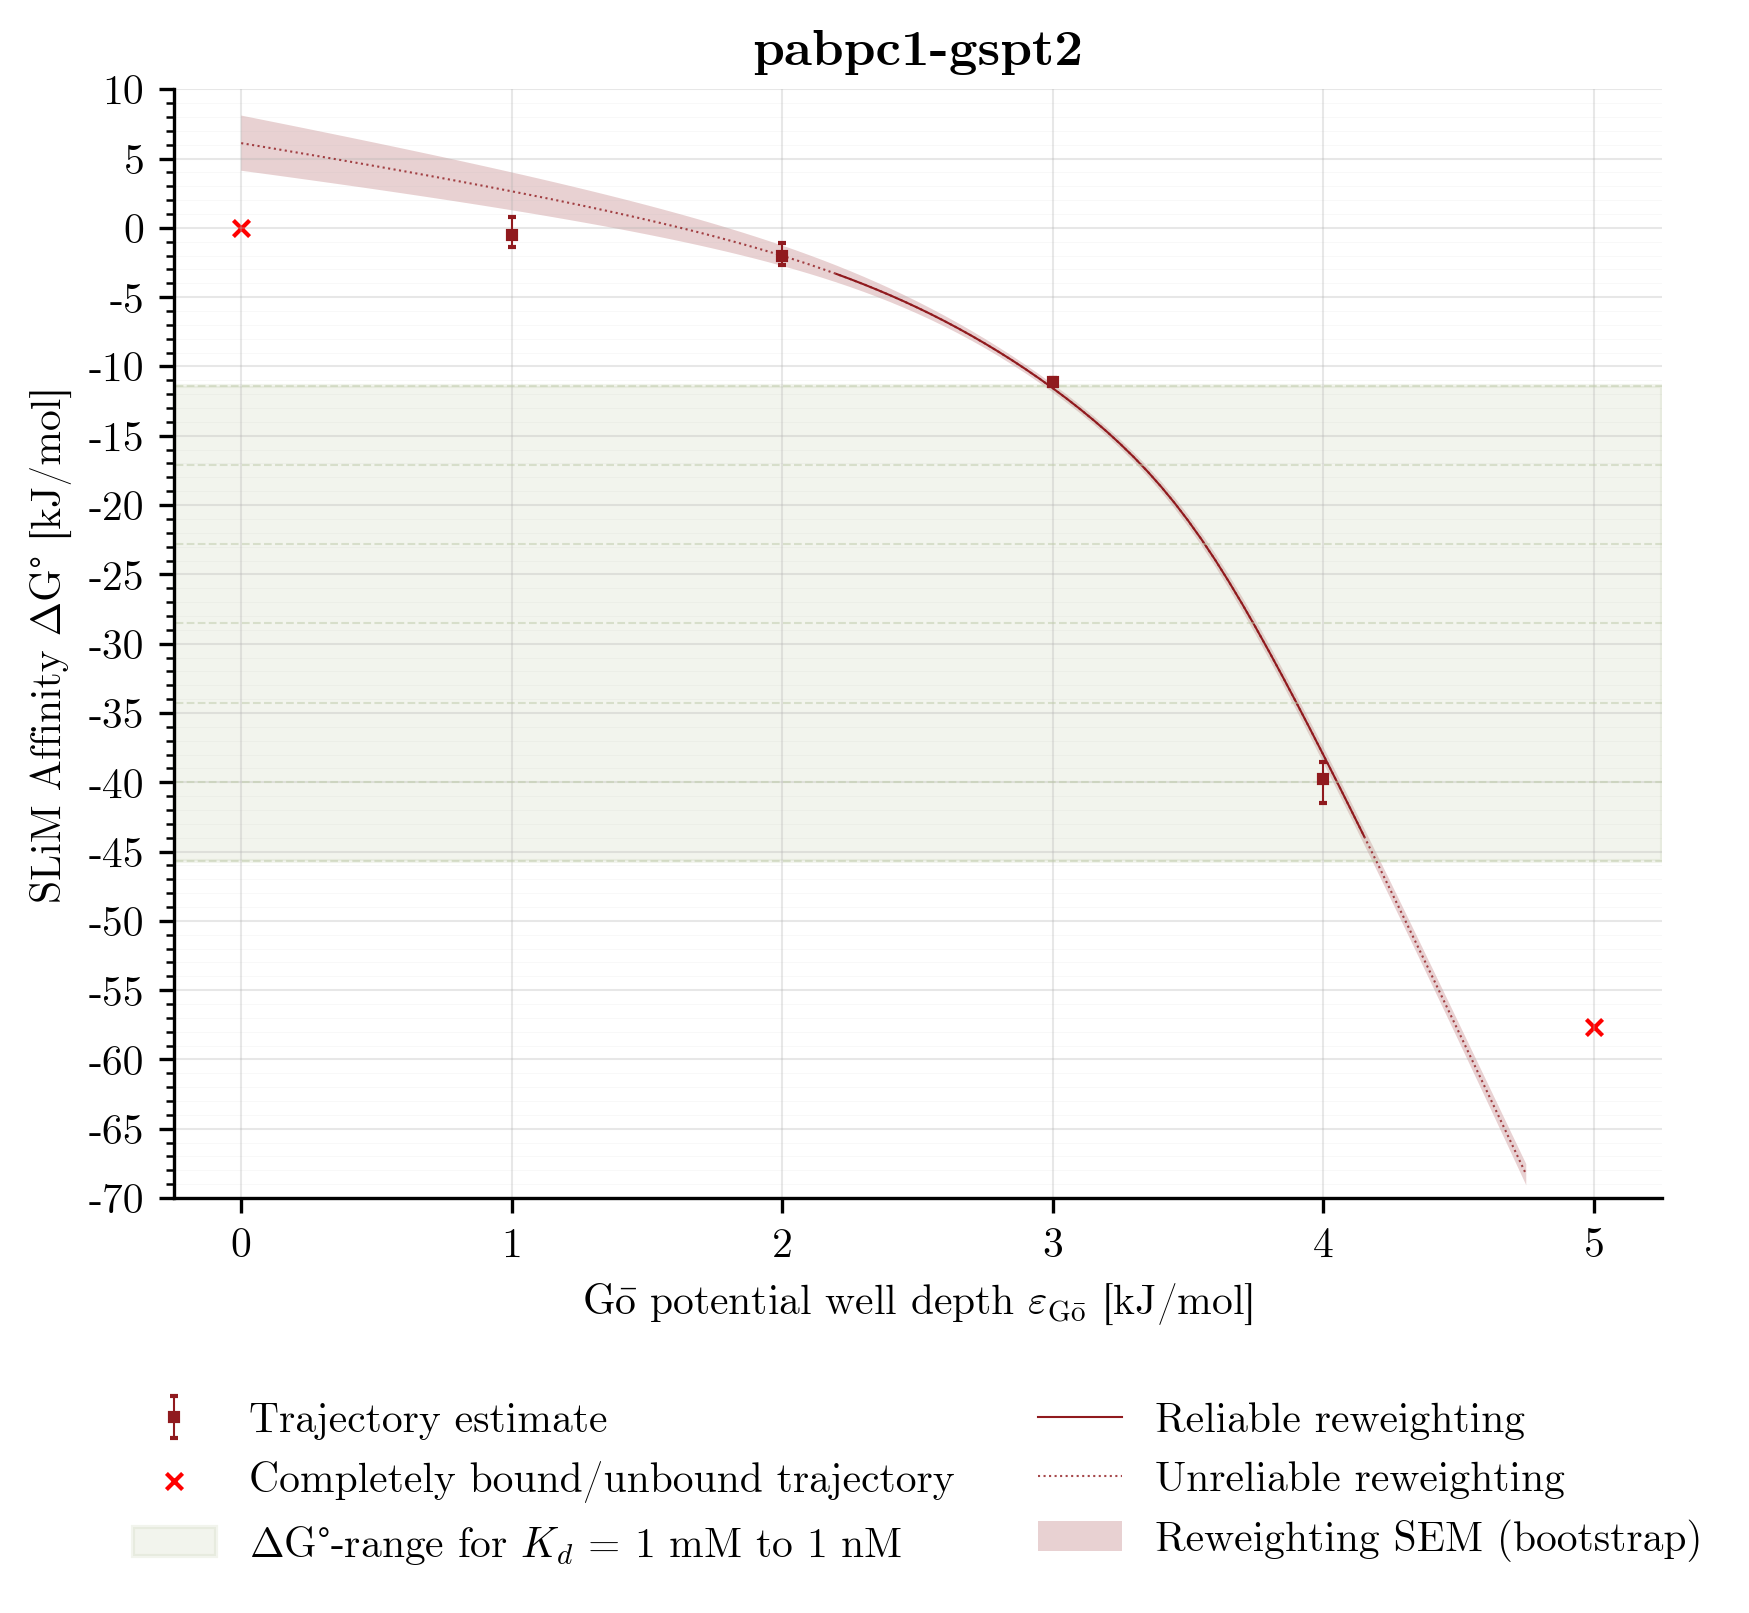 pabpc1-gspt2
10
5
0
-5
-10
-15
-20
-25
-30
-35
-40
-45
-50
-55
-60
-65
-70
SLiM Affinity ΔG° [kJ/mol]
0 1 2 3 4 5
Gō potential well depth ε_Gō [kJ/mol]
Trajectory estimate
Completely bound/unbound trajectory
ΔG°-range for K_d = 1 mM to 1 nM
Reliable reweighting
Unreliable reweighting
Reweighting SEM (bootstrap)